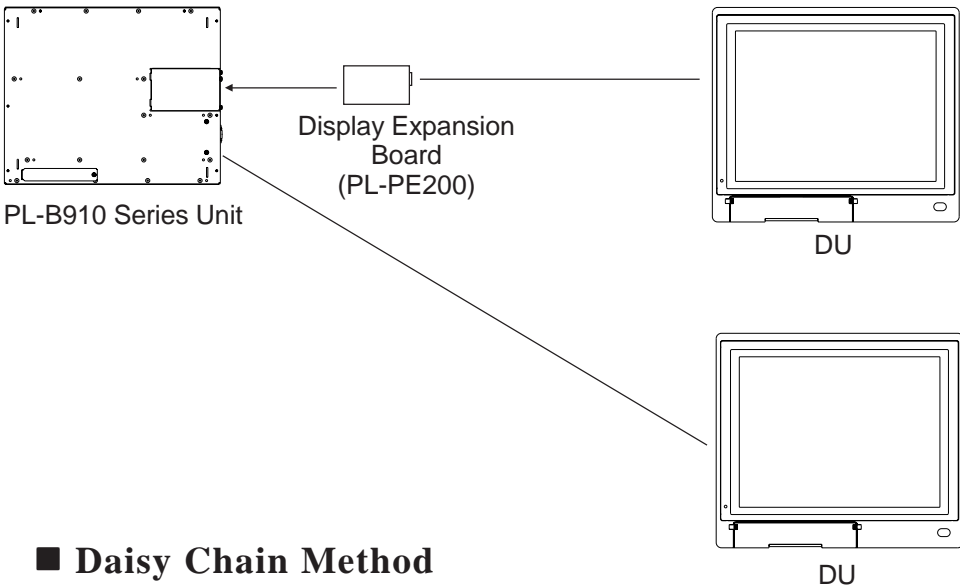 Display Expansion
Board
(PL-PE200)
PL-B910 Series Unit
DU
■ Daisy Chain Method
DU